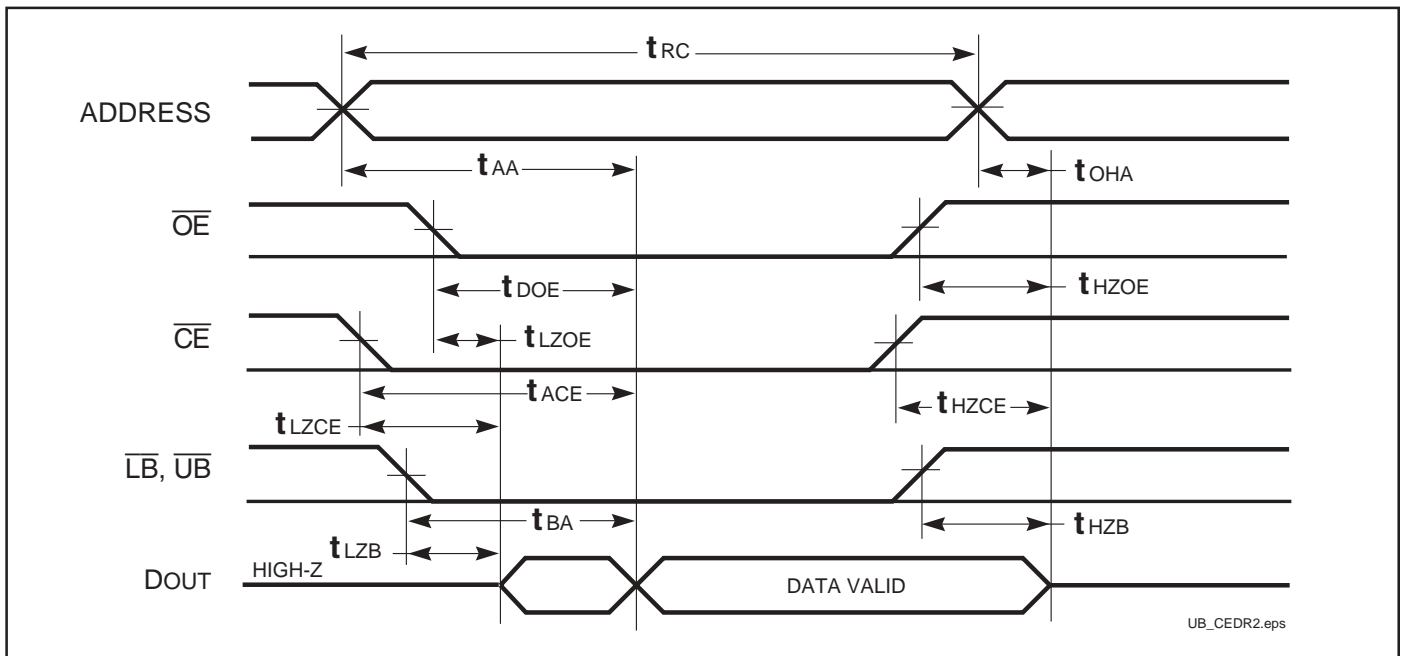 tRC
ADDRESS
tAA
tOHA
OE
tDOE
tHZOE
tLZOE
CE
tACE
tHZCE
tLZCE
LB, UB
tBA
tHZB
tLZB
DOUT
HIGH-Z
DATA VALID
UB_CEDR2.eps